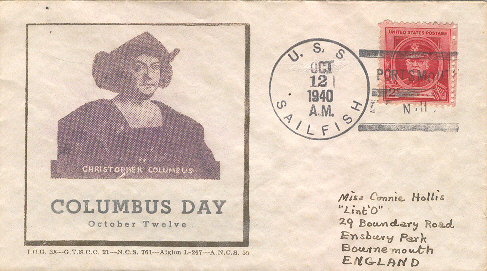 CHRISTOPHER COLUMBUS
COLUMBUS DAY
October Twelve
U.S.S. SAILFISH
OCT
12
1940
A.M.
UNITED STATES POSTAGE
PORTSM
N.H.
Miss Connie Hollis
"Lint'O"
29 Boundary Road
Ensbury Park
Bournemouth
ENGLAND